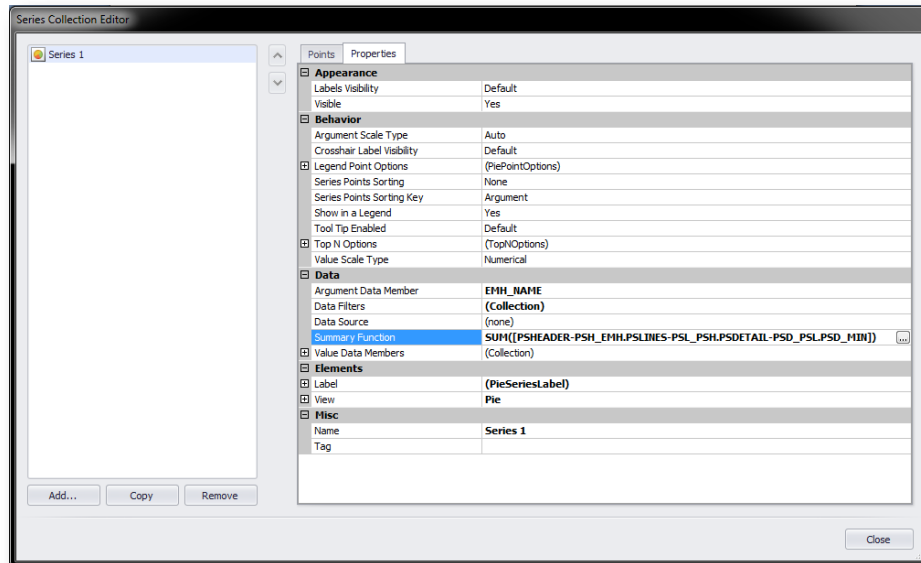 Series Collection Editor
Series 1
Points Properties
Appearance
Labels Visibility Default
Visible Yes
Behavior
Argument Scale Type Auto
Crosshair Label Visibility Default
Legend Point Options (PiePointOptions)
Series Points Sorting None
Series Points Sorting Key Argument
Show in a Legend Yes
Tool Tip Enabled Default
Top N Options (TopNOptions)
Value Scale Type Numerical
Data
Argument Data Member EMH_NAME
Data Filters (Collection)
Data Source (none)
Summary Function SUM([PSHEADER-PSH_EMH.PSLINES-PSL_PSH.PSDETAIL-PSD_PSL.PSD_MIN]) ...
Value Data Members (Collection)
Elements
Label (PieSeriesLabel)
View Pie
Misc
Name Series 1
Tag
Add... Copy Remove
Close